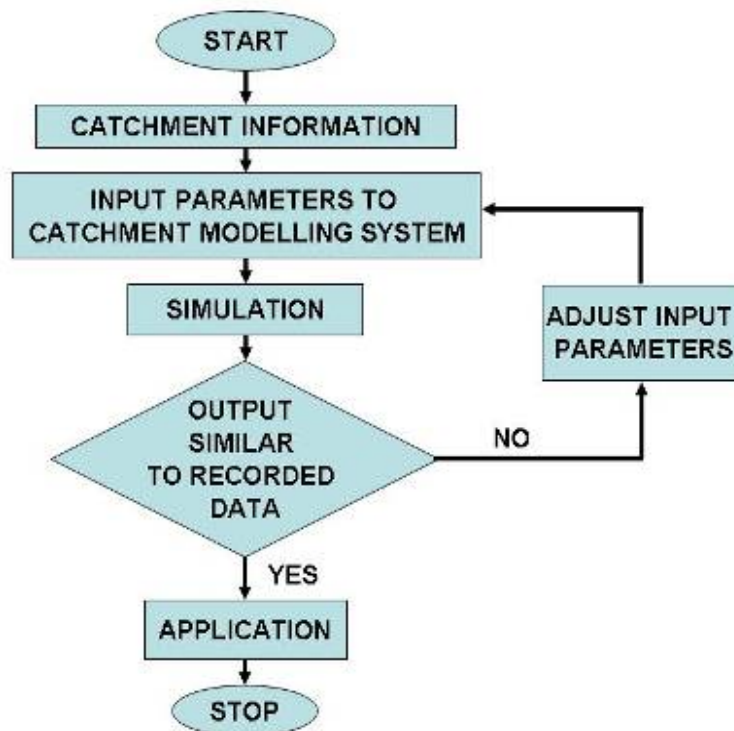 START
CATCHMENT INFORMATION
INPUT PARAMETERS TO
CATCHMENT MODELLING SYSTEM
SIMULATION
ADJUST INPUT
PARAMETERS
OUTPUT
SIMILAR
TO RECORDED
DATA
NO
YES
APPLICATION
STOP